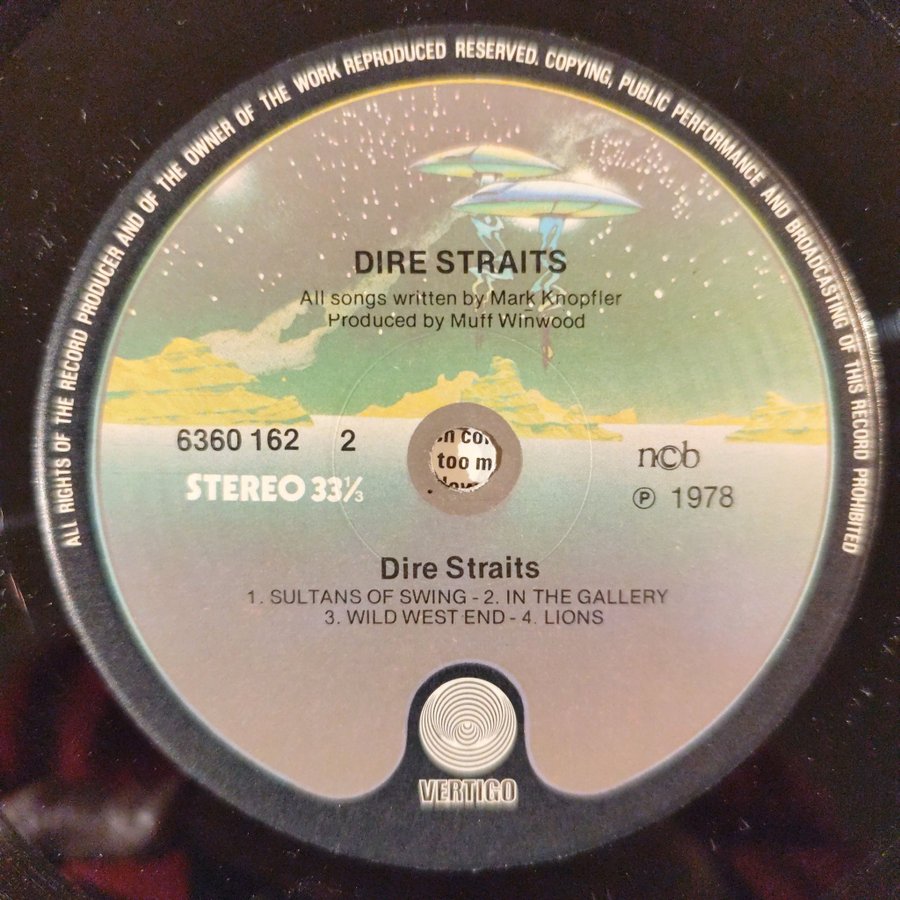 ALL RIGHTS OF THE RECORD PRODUCER AND OF THE OWNER OF THE WORK REPRODUCED RESERVED. COPYING, PUBLIC PERFORMANCE AND BROADCASTING OF THIS RECORD PROHIBITED
DIRE STRAITS
All songs written by Mark Knopfler
Produced by Muff Winwood
6360 162 2
ncb
too m
STEREO 33⅓
℗ 1978
Dire Straits
1. SULTANS OF SWING - 2. IN THE GALLERY
3. WILD WEST END - 4. LIONS
VERTIGO